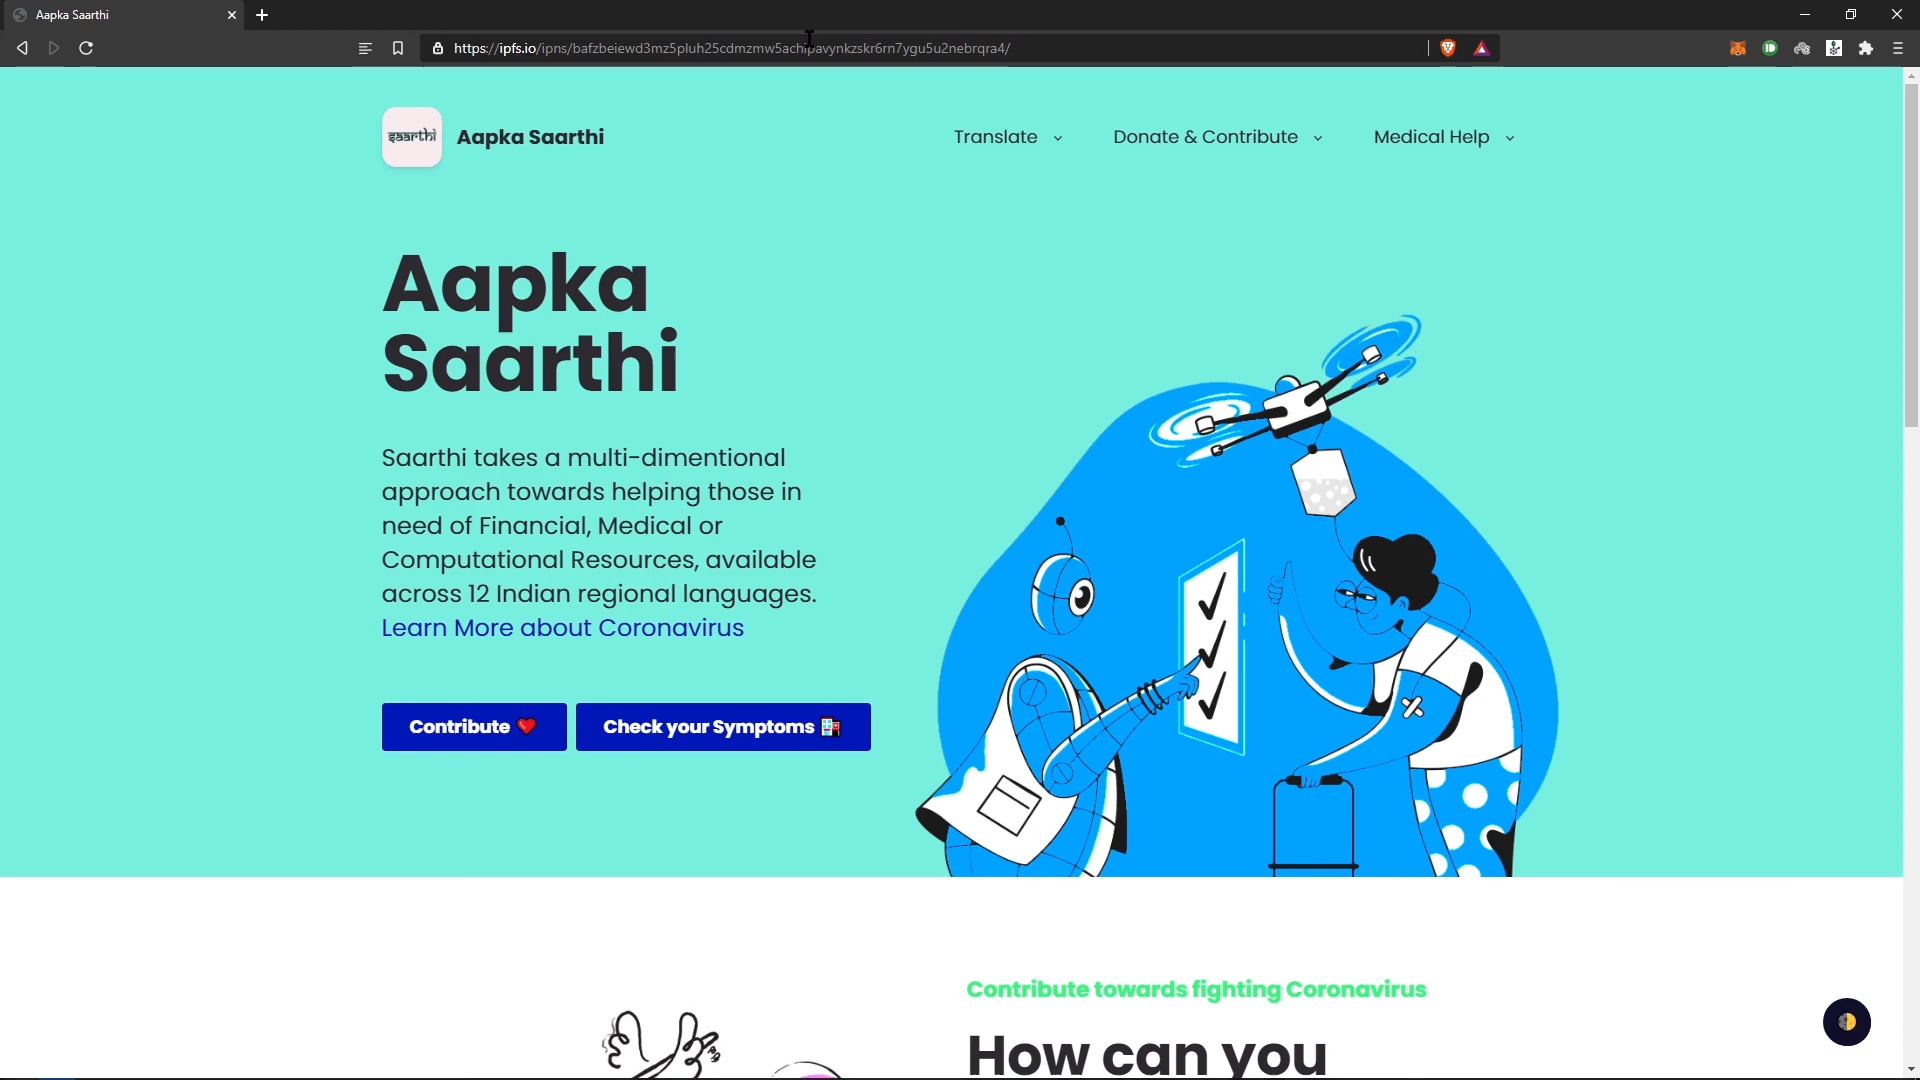 Aapka Saarthi
https://ipfs.io/ipns/bafzbeiewd3mz5pluh25cdmzmw5achipavynkzskr6rn7ygu5u2nebrqra4/
saarthi
Aapka Saarthi
Translate
Donate & Contribute
Medical Help
Aapka
Saarthi
Saarthi takes a multi-dimentional
approach towards helping those in
need of Financial, Medical or
Computational Resources, available
across 12 Indian regional languages.
Learn More about Coronavirus
Contribute ❤️
Check your Symptoms 🏥
Contribute towards fighting Coronavirus
How can you